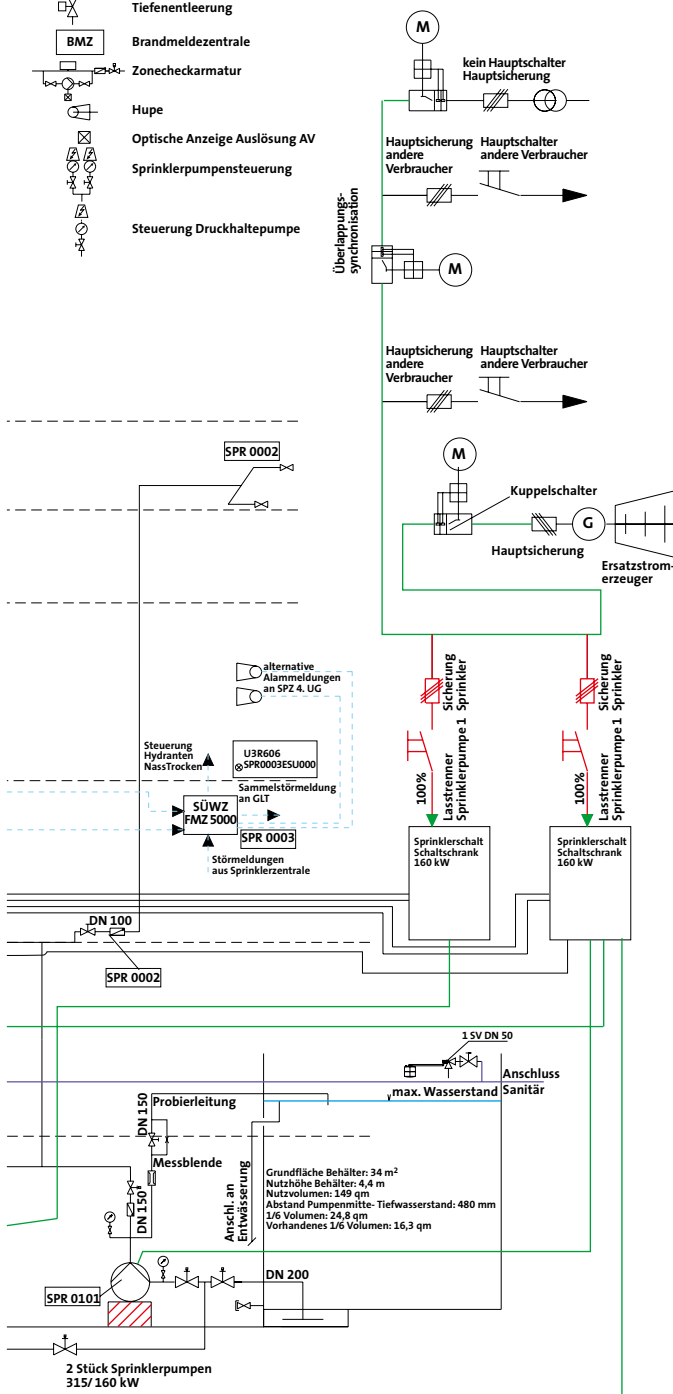 Tiefenentleerung
BMZ
Brandmeldezentrale
Zonecheckarmatur
Hupe
Optische Anzeige Auslösung AV
Sprinklerpumpensteuerung
Steuerung Druckhaltepumpe
M
kein Hauptschalter
Hauptsicherung
Hauptsicherung
andere
Verbraucher
Hauptschalter
andere Verbraucher
Überlappungs-
synchronisation
M
Hauptsicherung
andere
Verbraucher
Hauptschalter
andere Verbraucher
SPR 0002
M
Kuppelschalter
G
Hauptsicherung
Ersatzstrom-
erzeuger
alternative
Alammeldungen
an SPZ 4. UG
Sicherung
Sprinkler
Sicherung
Sprinkler
Steuerung
Hydranten
NassTrocken
U3R606
SPR0003ESU000
Sammelstörmeldung
an GLT
SÜWZ
FMZ 5000
SPR 0003
Störmeldungen
aus Sprinklerzentrale
100%
Lasstrenner
Sprinklerpumpe 1
100%
Lasstrenner
Sprinklerpumpe 1
Sprinklerschalt
Schaltschrank
160 kW
Sprinklerschalt
Schaltschrank
160 kW
DN 100
SPR 0002
1 SV DN 50
Anschluss
Sanitär
max. Wasserstand
DN 150
Probierleitung
Messblende
DN 150
Anschl. an
Entwässerung
Grundfläche Behälter: 34 m²
Nutzhöhe Behälter: 4,4 m
Nutzvolumen: 149 qm
Abstand Pumpenmitte- Tiefwasserstand: 480 mm
1/6 Volumen: 24,8 qm
Vorhandenes 1/6 Volumen: 16,3 qm
DN 200
SPR 0101
2 Stück Sprinklerpumpen
315/ 160 kW